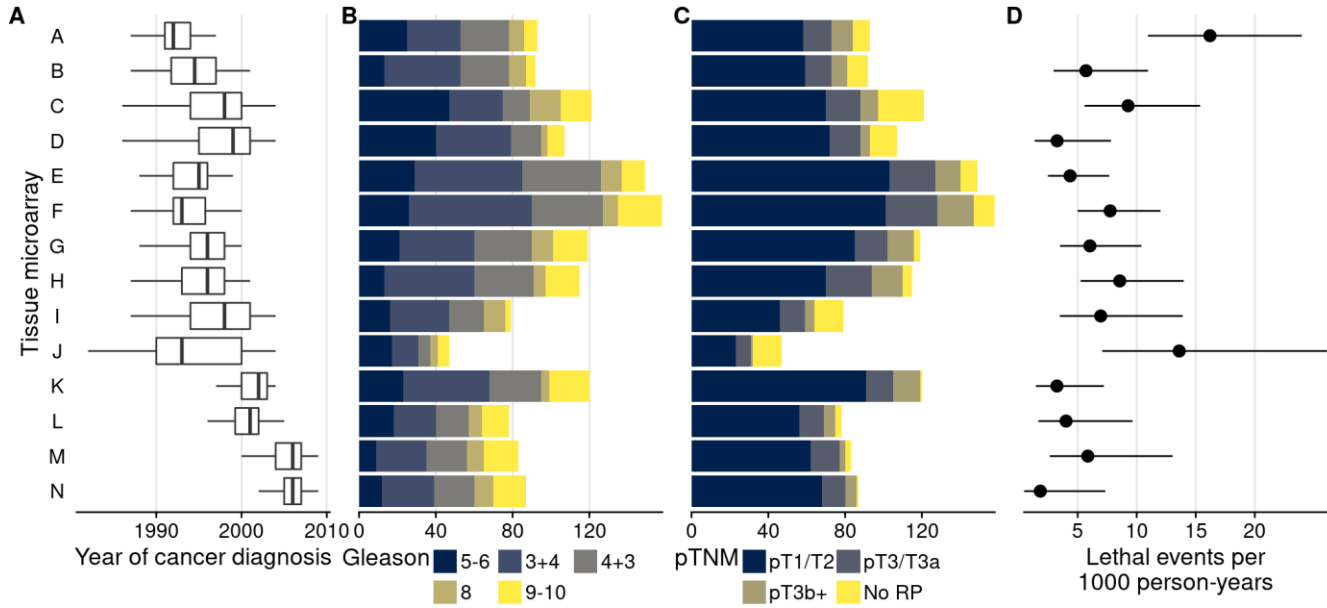 A B C D
Tissue microarray
A
B
C
D
E
F
G
H
I
J
K
L
M
N
1990 2000 2010 0 40 80 120 0 40 80 120 5 10 15 20
Year of cancer diagnosis Gleason 5-6 3+4 4+3 pTNM pT1/T2 pT3/T3a Lethal events per
8 9-10 pT3b+ No RP 1000 person-years